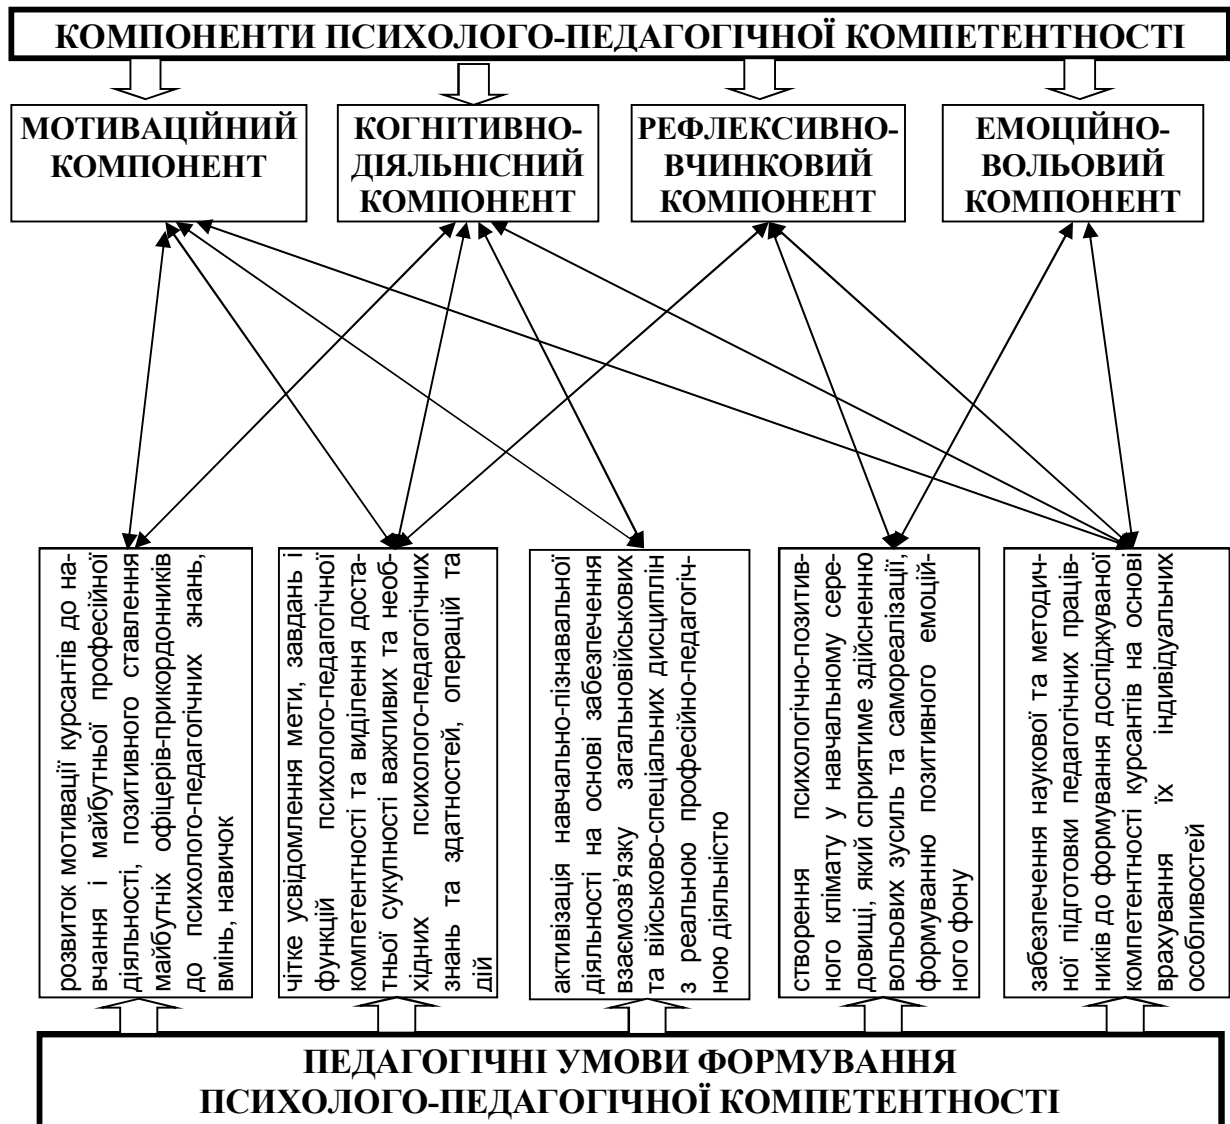 КОМПОНЕНТИ ПСИХОЛОГО-ПЕДАГОГІЧНОЇ КОМПЕТЕНТНОСТІ
МОТИВАЦІЙНИЙ
КОМПОНЕНТ
КОГНІТИВНО-
ДІЯЛЬНІСНИЙ
КОМПОНЕНТ
РЕФЛЕКСИВНО-
ВЧИНКОВИЙ
КОМПОНЕНТ
ЕМОЦІЙНО-
ВОЛЬОВИЙ
КОМПОНЕНТ
розвиток мотивації курсантів до на-
вчання і майбутньої професійної
діяльності, позитивного ставлення
майбутніх офіцерів-прикордонників
до психолого-педагогічних знань,
вмінь, навичок
чітке усвідомлення мети, завдань і
функцій психолого-педагогічної
компетентності та виділення доста-
тньої сукупності важливих та необ-
хідних психолого-педагогічних
знань та здатностей, операцій та
дій
активізація навчально-пізнавальної
діяльності на основі забезпечення
взаємозв'язку загальновійськових
та військово-спеціальних дисциплін
з реальною професійно-педагогіч-
ною діяльністю
створення психологічно-позитив-
ного клімату у навчальному сере-
довищі, який сприятиме здійсненню
вольових зусиль та самореалізації,
формуванню позитивного емоцій-
ного фону
забезпечення наукової та методич-
ної підготовки педагогічних праців-
ників до формування досліджуваної
компетентності курсантів на основі
врахування їх індивідуальних
особливостей
ПЕДАГОГІЧНІ УМОВИ ФОРМУВАННЯ
ПСИХОЛОГО-ПЕДАГОГІЧНОЇ КОМПЕТЕНТНОСТІ